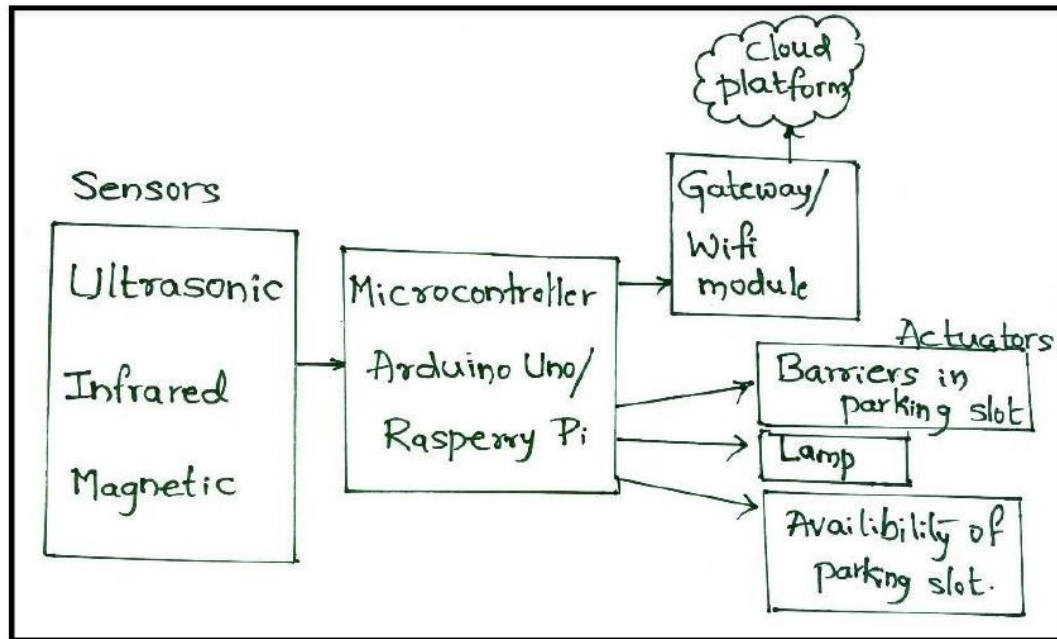 Cloud
platform
Sensors
Ultrasonic
Infrared
Magnetic
Microcontroller
Arduino Uno/
Rasperry Pi
Gateway/
Wifi
module
Actuators
Barriers in
parking slot
Lamp
Availibility of
parking slot.